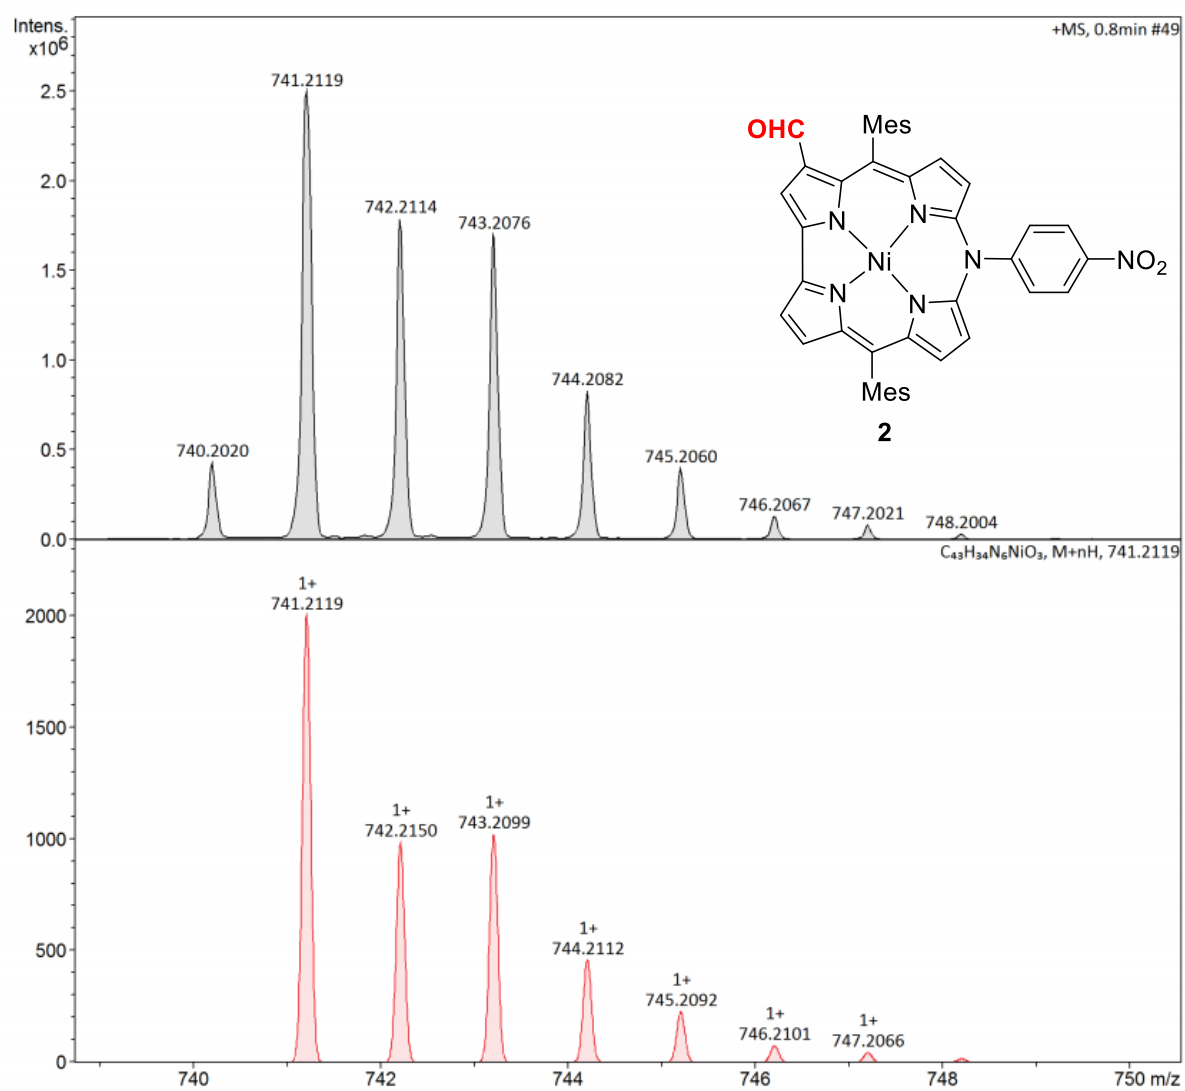 Intens.
x10⁶
+MS, 0.8min #49
741.2119
2.5
OHC
Mes
2.0
742.2114
743.2076
N
N
1.5
Ni
N
NO₂
N
N
1.0
744.2082
Mes
2
0.5
740.2020
745.2060
746.2067
747.2021
748.2004
0.0
C₄₃H₃₄N₆NiO₃, M+nH, 741.2119
1+
741.2119
2000
1500
1+
742.2150
1+
743.2099
1000
1+
744.2112
500
1+
745.2092
1+
746.2101
1+
747.2066
0
740
742
744
746
748
750 m/z